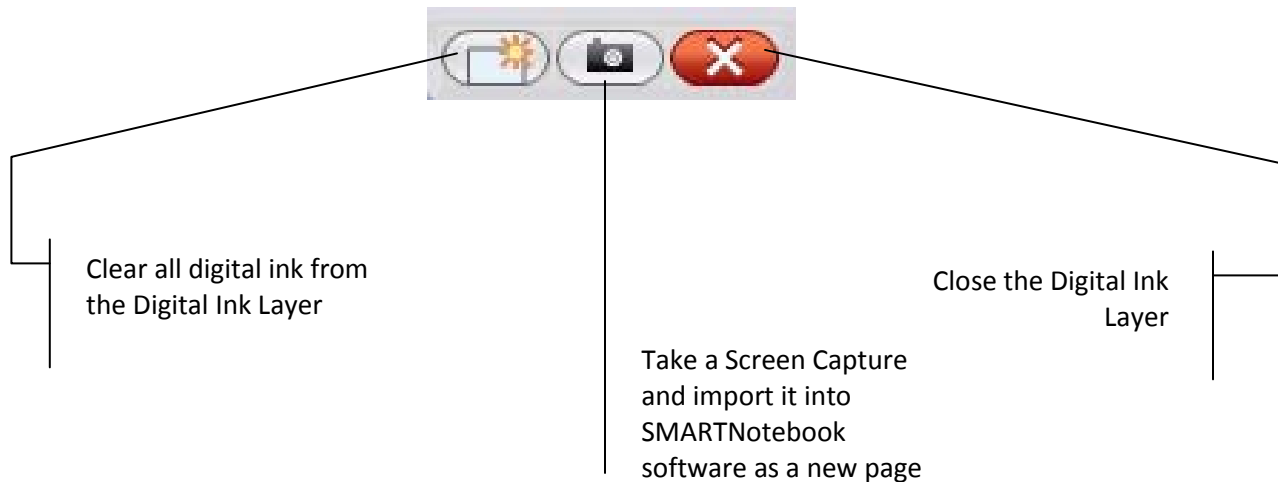 Clear all digital ink from
the Digital Ink Layer
Close the Digital Ink
Layer
Take a Screen Capture
and import it into
SMARTNotebook
software as a new page